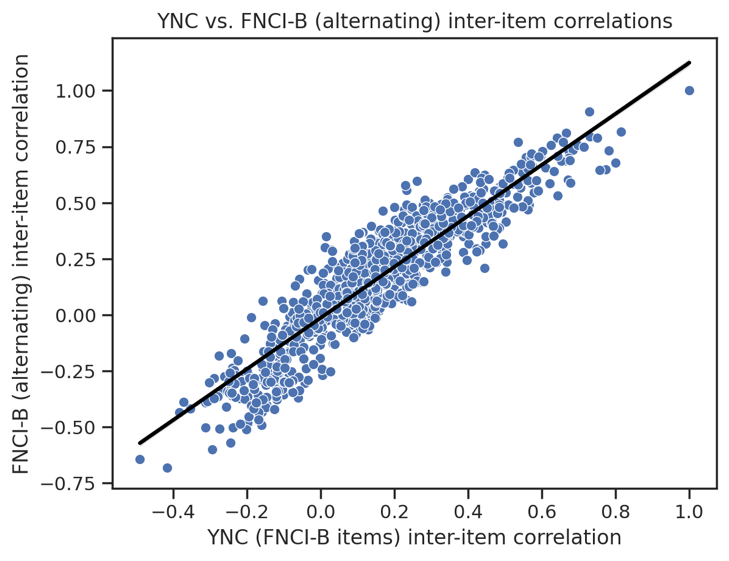 YNC vs. FNCI-B (alternating) inter-item correlations
FNCI-B (alternating) inter-item correlation
1.00
0.75
0.50
0.25
0.00
−0.25
−0.50
−0.75
−0.4 −0.2 0.0 0.2 0.4 0.6 0.8 1.0
YNC (FNCI-B items) inter-item correlation